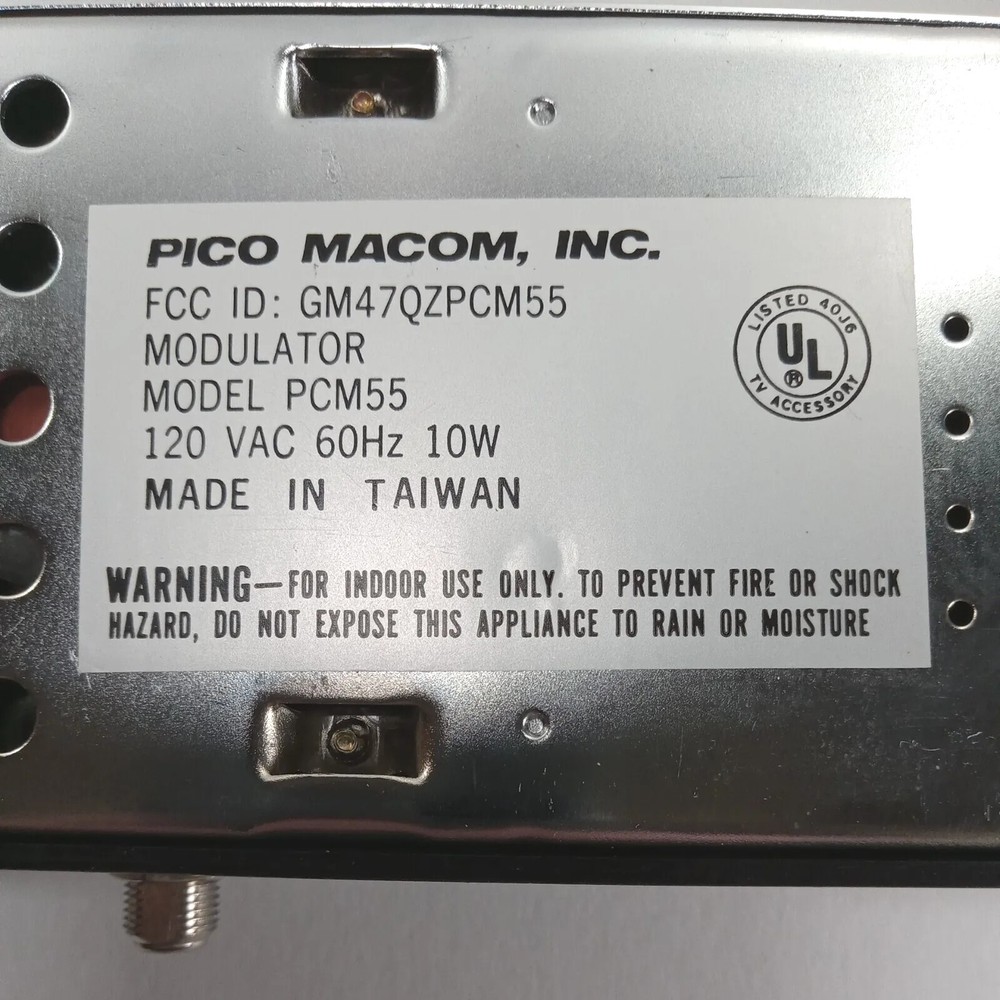 PICO MACOM, INC.
FCC ID: GM47QZPCM55
MODULATOR
MODEL PCM55
120 VAC 60Hz 10W
MADE IN TAIWAN
LISTED 40J6
UL
®
TV ACCESSORY
WARNING—FOR INDOOR USE ONLY. TO PREVENT FIRE OR SHOCK
HAZARD, DO NOT EXPOSE THIS APPLIANCE TO RAIN OR MOISTURE